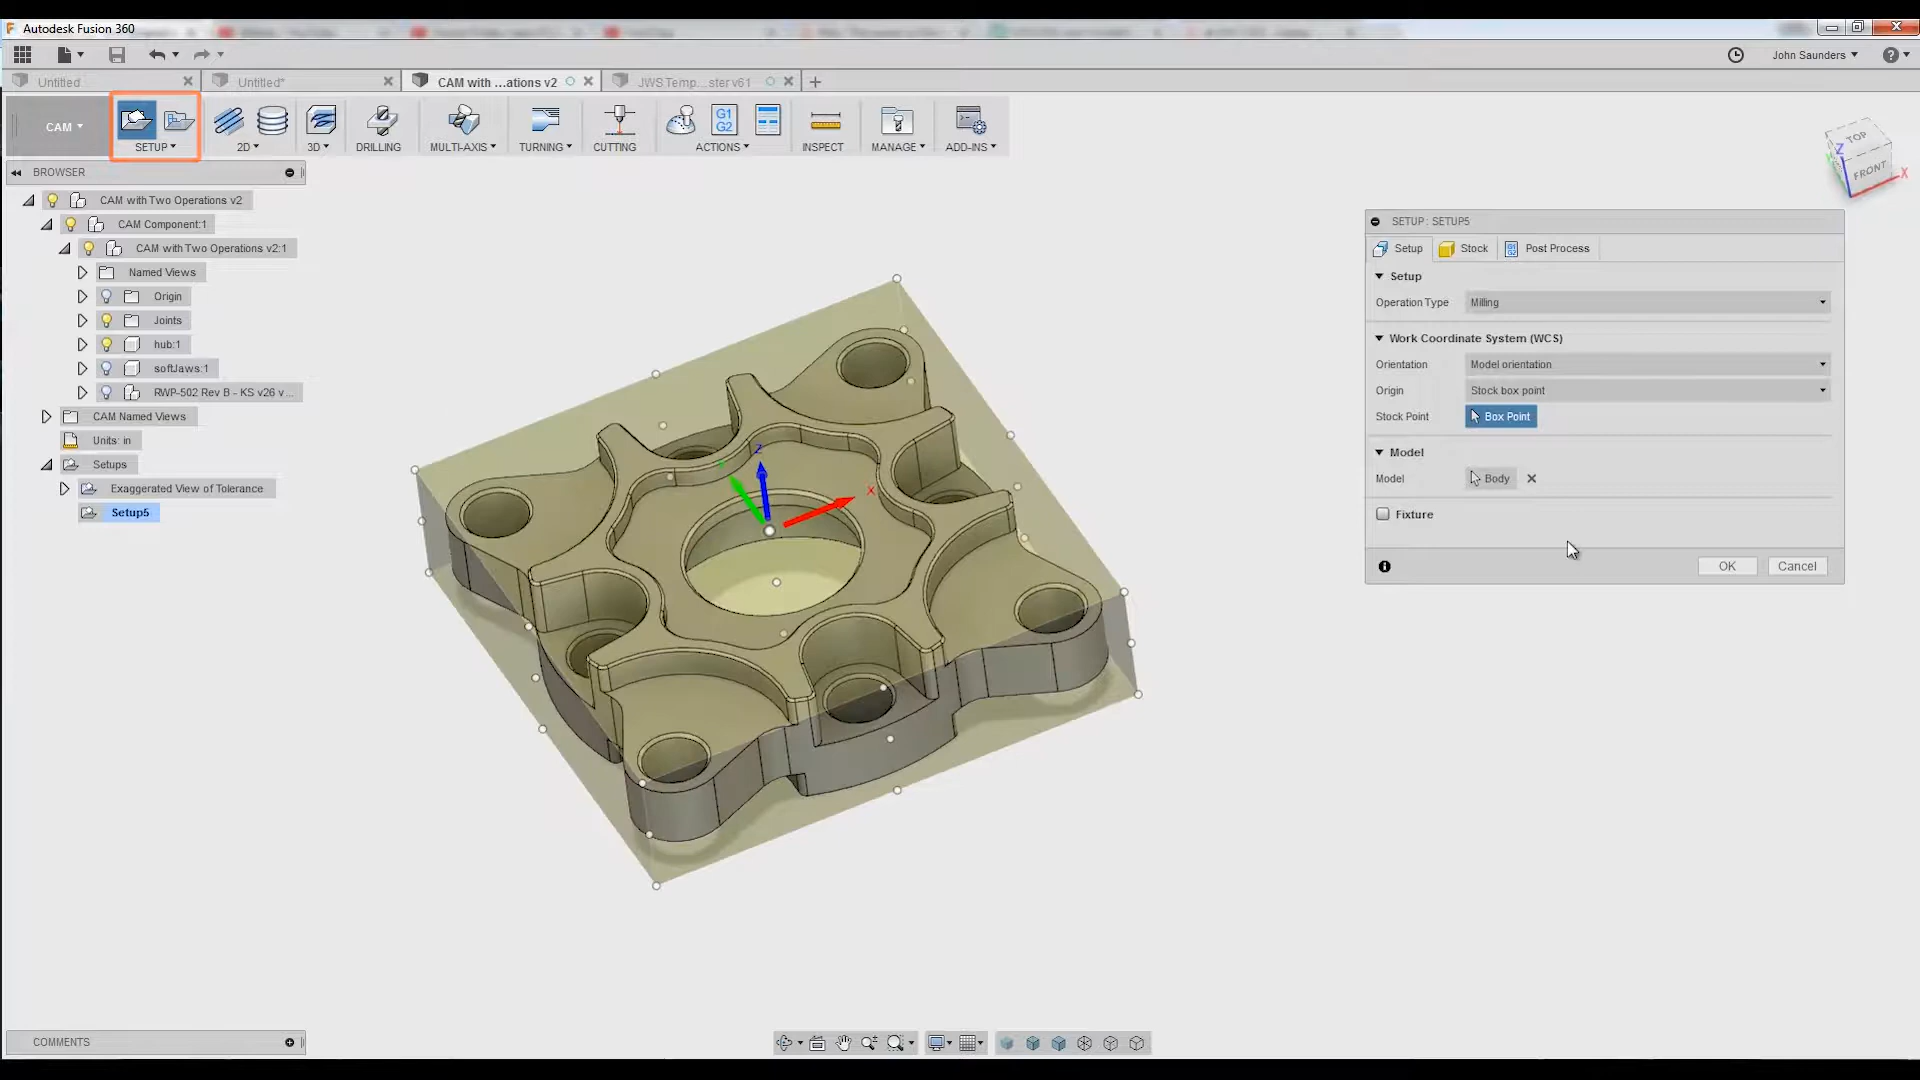 Autodesk Fusion 360
John Saunders
Untitled
Untitled*
CAM with ...ations v2
JWS Temp...ster v61
CAM
SETUP
2D
3D
DRILLING
MULTI-AXIS
TURNING
CUTTING
G1
G2
ACTIONS
INSPECT
MANAGE
ADD-INS
BROWSER
CAM with Two Operations v2
CAM Component:1
CAM with Two Operations v2:1
Named Views
Origin
Joints
hub:1
softJaws:1
RWP-502 Rev B - KS v26 v...
CAM Named Views
Units: in
Setups
Exaggerated View of Tolerance
Setup5
Z
X
TOP
Z
FRONT
X
SETUP : SETUP5
Setup
Stock
Post Process
Setup
Operation Type
Milling
Work Coordinate System (WCS)
Orientation
Model orientation
Origin
Stock box point
Stock Point
Box Point
Model
Model
Body
Fixture
OK
Cancel
COMMENTS